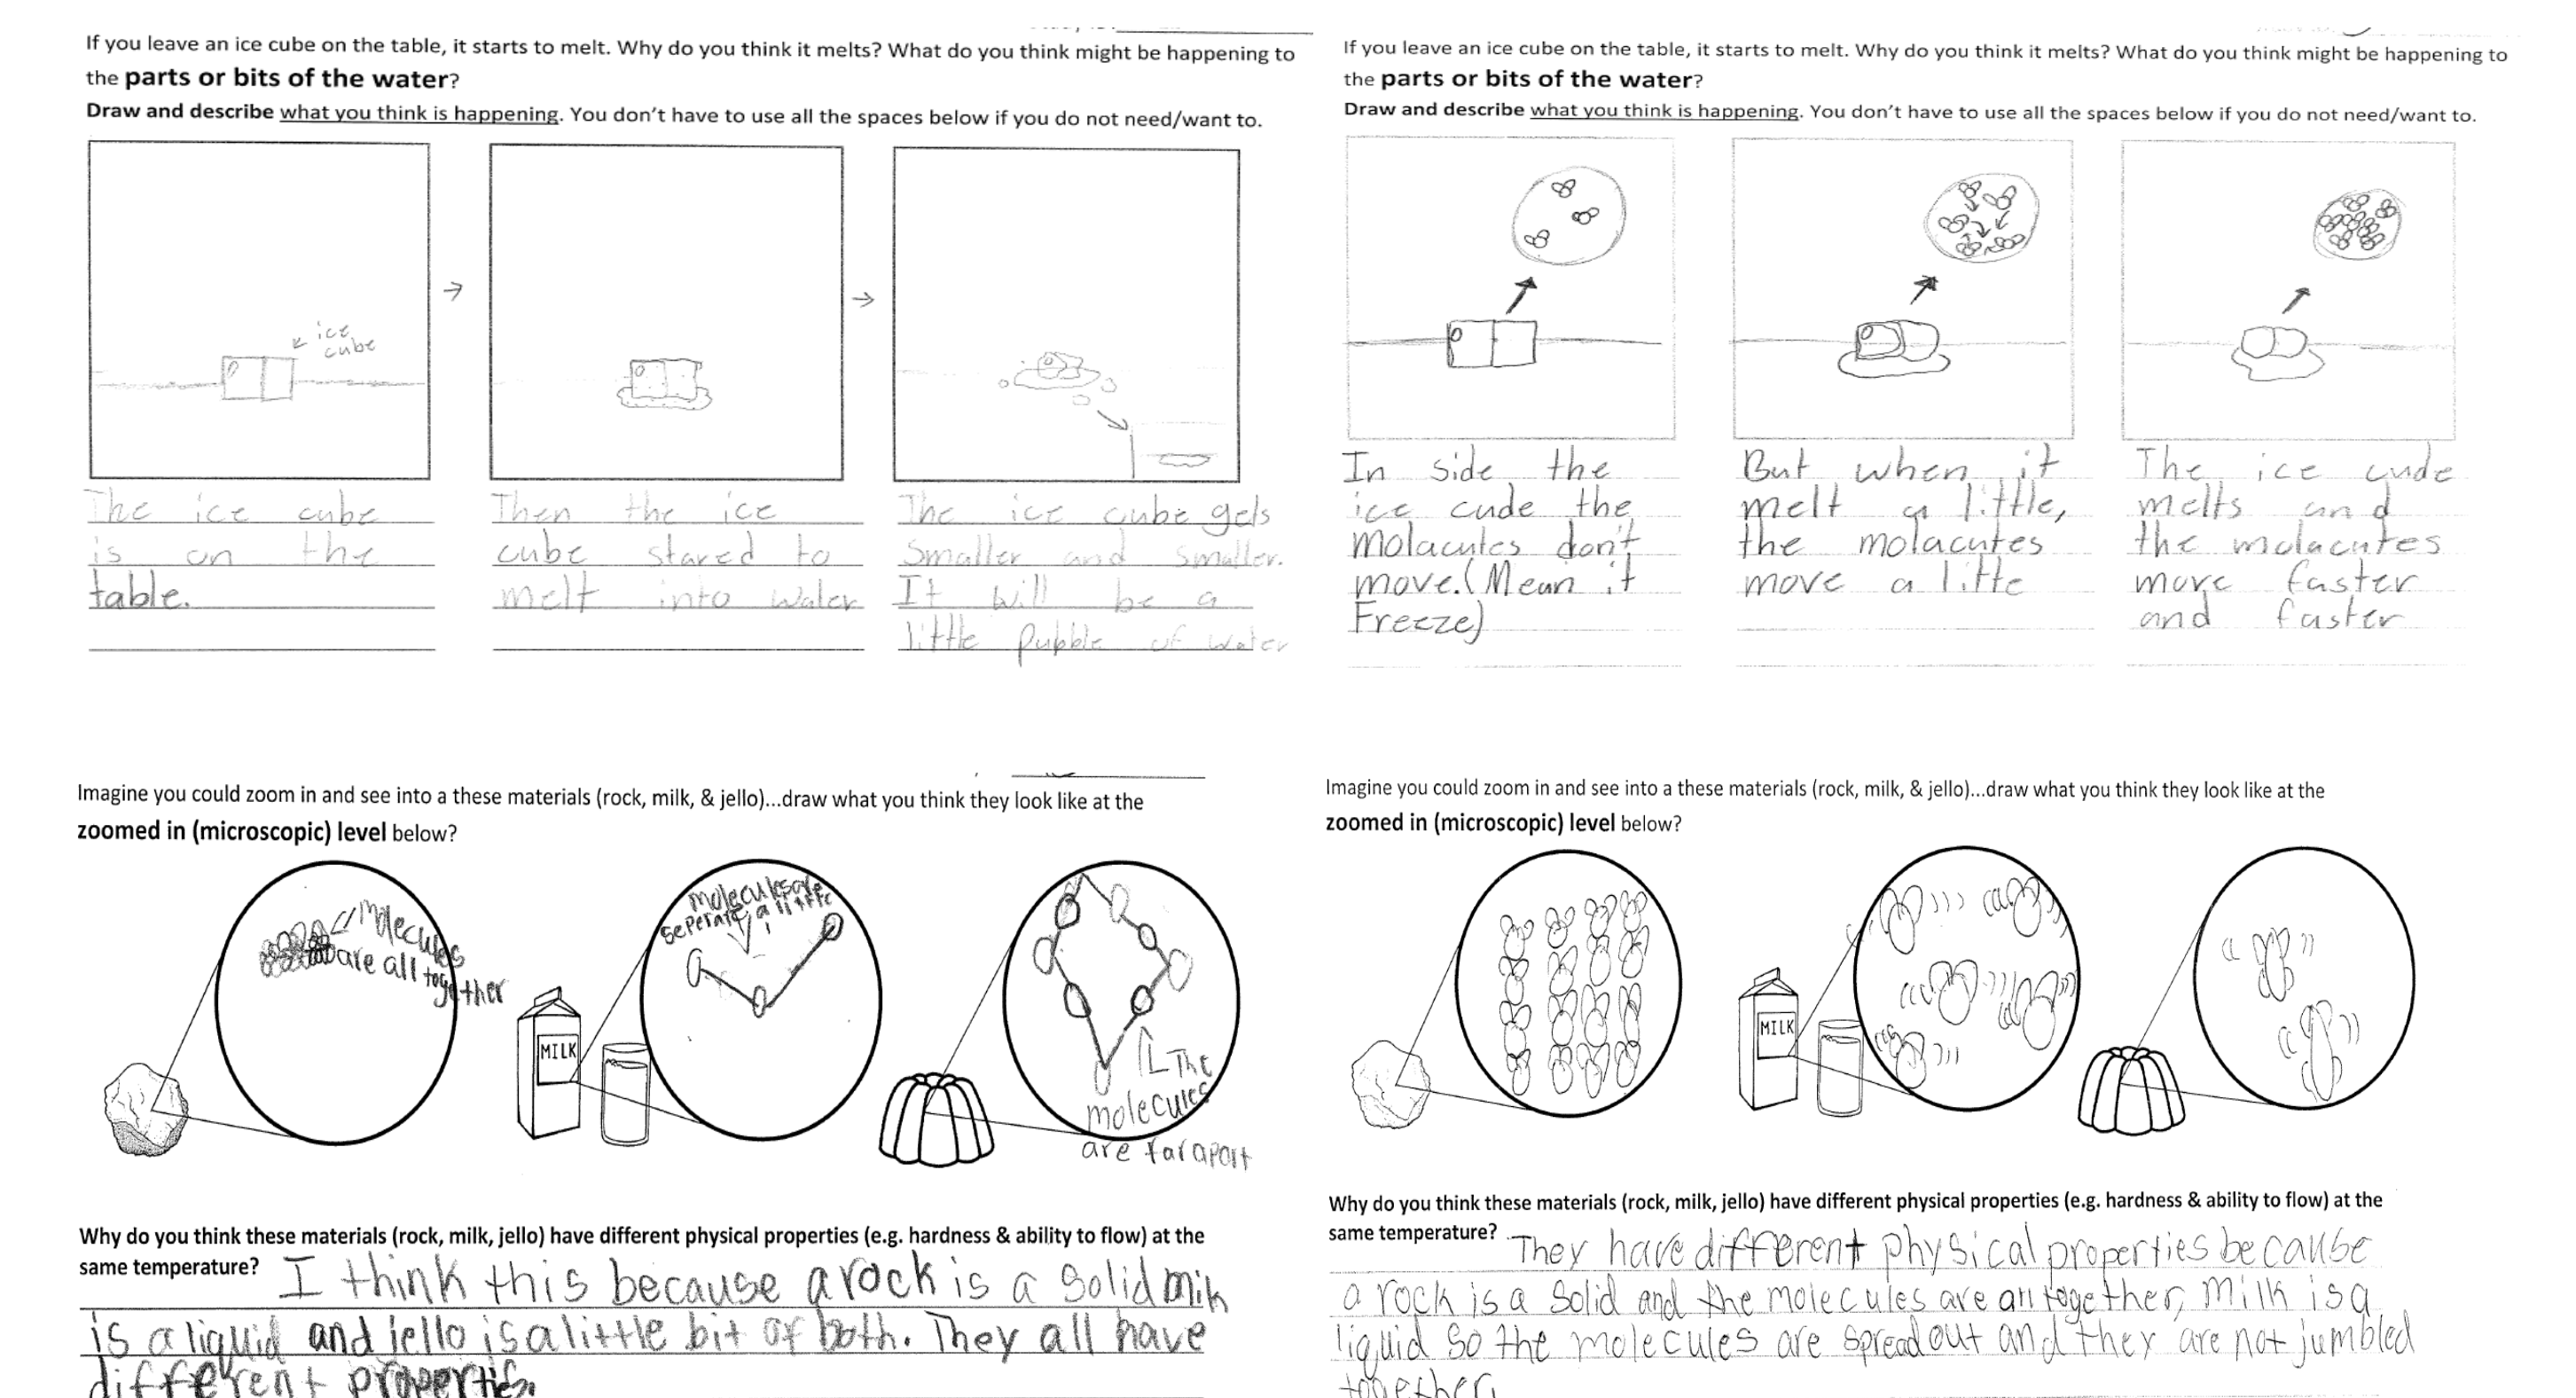 If you leave an ice cube on the table, it starts to melt. Why do you think it melts? What do you think might be happening to
the parts or bits of the water?
Draw and describe what you think is happening. You don't have to use all the spaces below if you do not need/want to.
ice
cube
The ice cube
is on the
table.
Then the ice
cube stared to
melt into water
The ice cube gets
smaller and smaller.
It will be a
little pubble of water
If you leave an ice cube on the table, it starts to melt. Why do you think it melts? What do you think might be happening to
the parts or bits of the water?
Draw and describe what you think is happening. You don't have to use all the spaces below if you do not need/want to.
In side the
ice cude the
molacutes don't
move.(Mean it
Freeze)
But when it
melt a little,
the molacutes
move a litte
The ice cude
melts and
the molacutes
move faster
and faster
Imagine you could zoom in and see into a these materials (rock, milk, & jello)...draw what you think they look like at the
zoomed in (microscopic) level below?
Molecules
are all together
molecules are
seperate, a little
MILK
The
molecules
are far apart
Why do you think these materials (rock, milk, jello) have different physical properties (e.g. hardness & ability to flow) at the
same temperature? I think this because a rock is a solid milk
is a liquid and jello is a little bit of both. They all have
different properties.
Imagine you could zoom in and see into a these materials (rock, milk, & jello)...draw what you think they look like at the
zoomed in (microscopic) level below?
MILK
Why do you think these materials (rock, milk, jello) have different physical properties (e.g. hardness & ability to flow) at the
same temperature? They have different physical properties because
a rock is a solid and the molecules are all together, milk is a
liquid so the molecules are spread out and they are not jumbled
together.